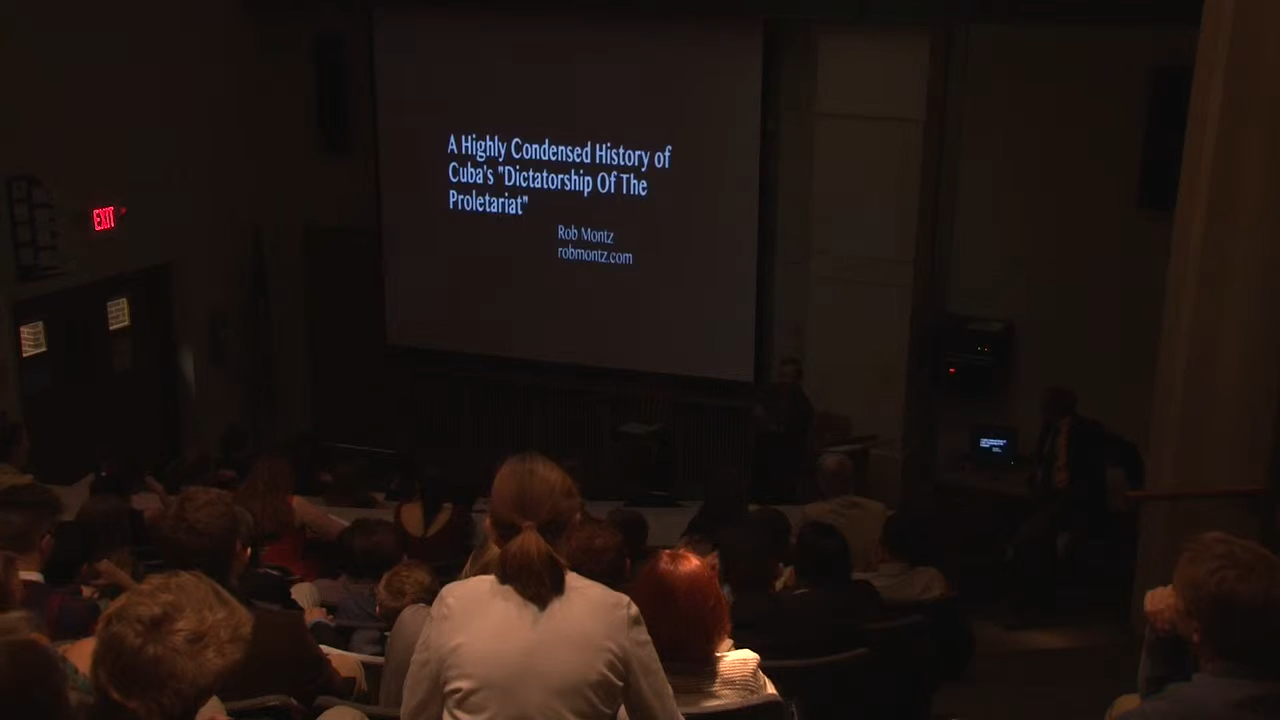 A Highly Condensed History of
Cuba's "Dictatorship Of The
Proletariat"
Rob Montz
robmontz.com
EXIT